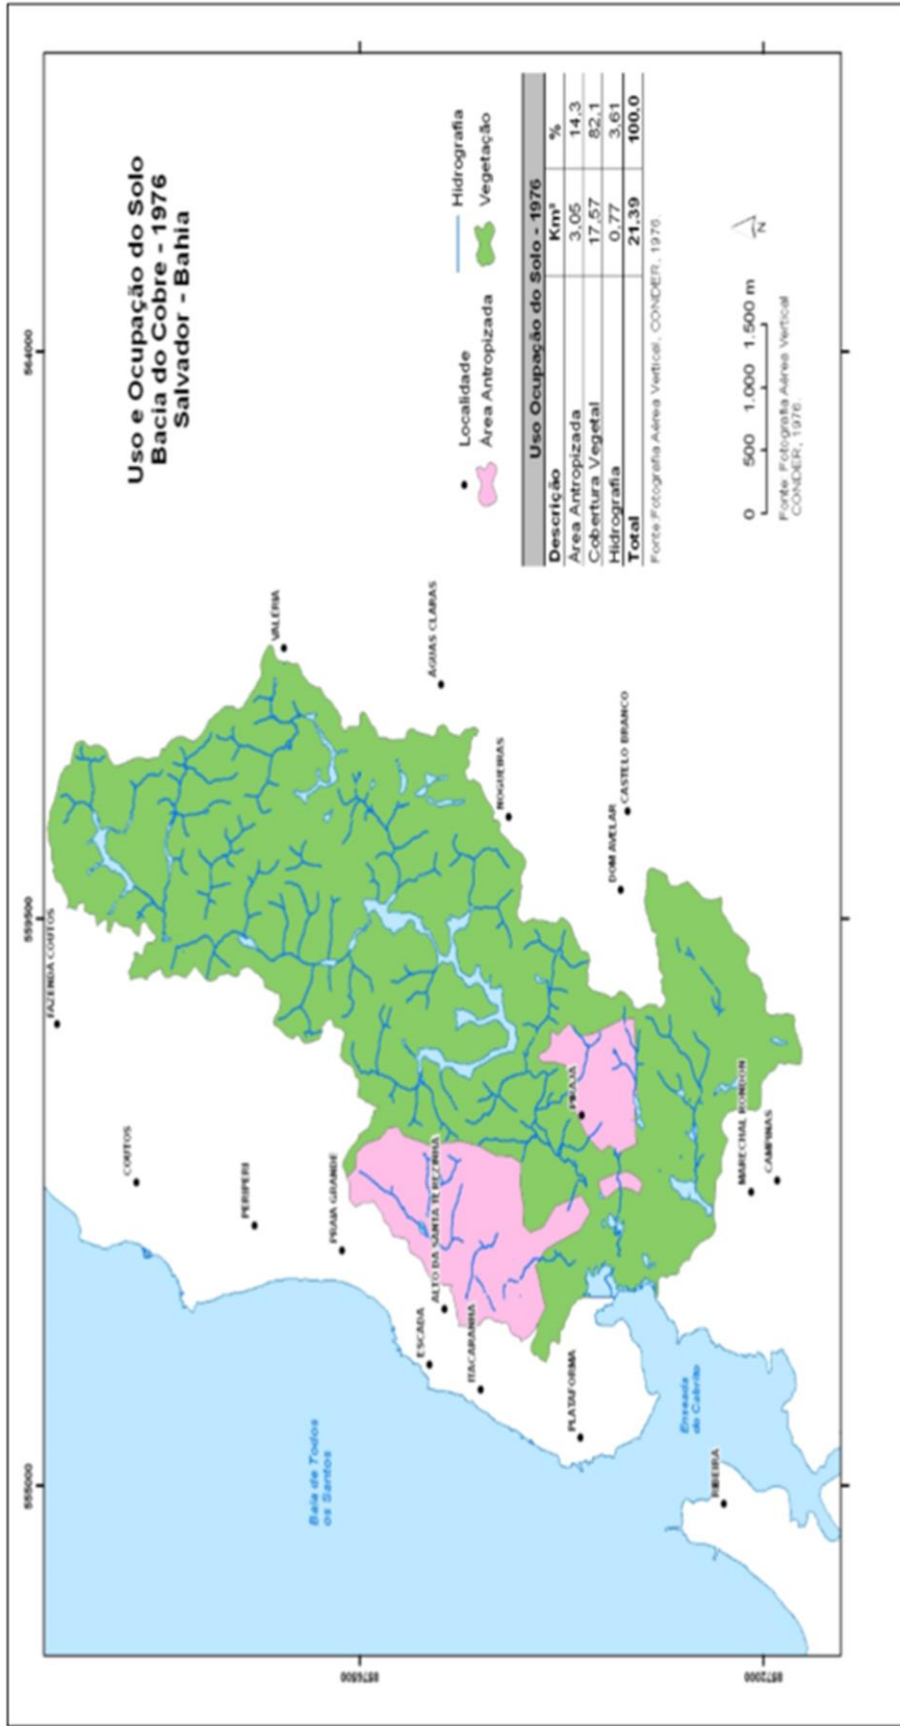 Uso e Ocupação do Solo
Bacia do Cobre - 1976
Salvador - Bahia
Localidade
Hidrografia
Área Antropizada
Vegetação
Uso Ocupação do Solo - 1976
Descrição Km² %
Área Antropizada 3,05 14,3
Cobertura Vegetal 17,57 82,1
Hidrografia 0,77 3,61
Total 21,39 100,0
Fonte:Fotografia Aérea Vertical, CONDER, 1976.
0 500 1.000 1.500 m
N
Fonte: Fotografia Aérea Vertical
CONDER, 1976.
555000
559500
564000
8576500
8572000
FAZENDA COUTOS
COUTOS
PERIPERI
PRAIA GRANDE
ALTO DA SANTA TEREZINHA
ESCADA
ITACARANHA
PLATAFORMA
RIBEIRA
VALÉRIA
ÁGUAS CLARAS
NOGUEIRAS
DOM AVELAR
CASTELO BRANCO
PIRAJÁ
MARECHAL RONDON
CAMPINAS
Baía de Todos
os Santos
Enseada
do Cabrito